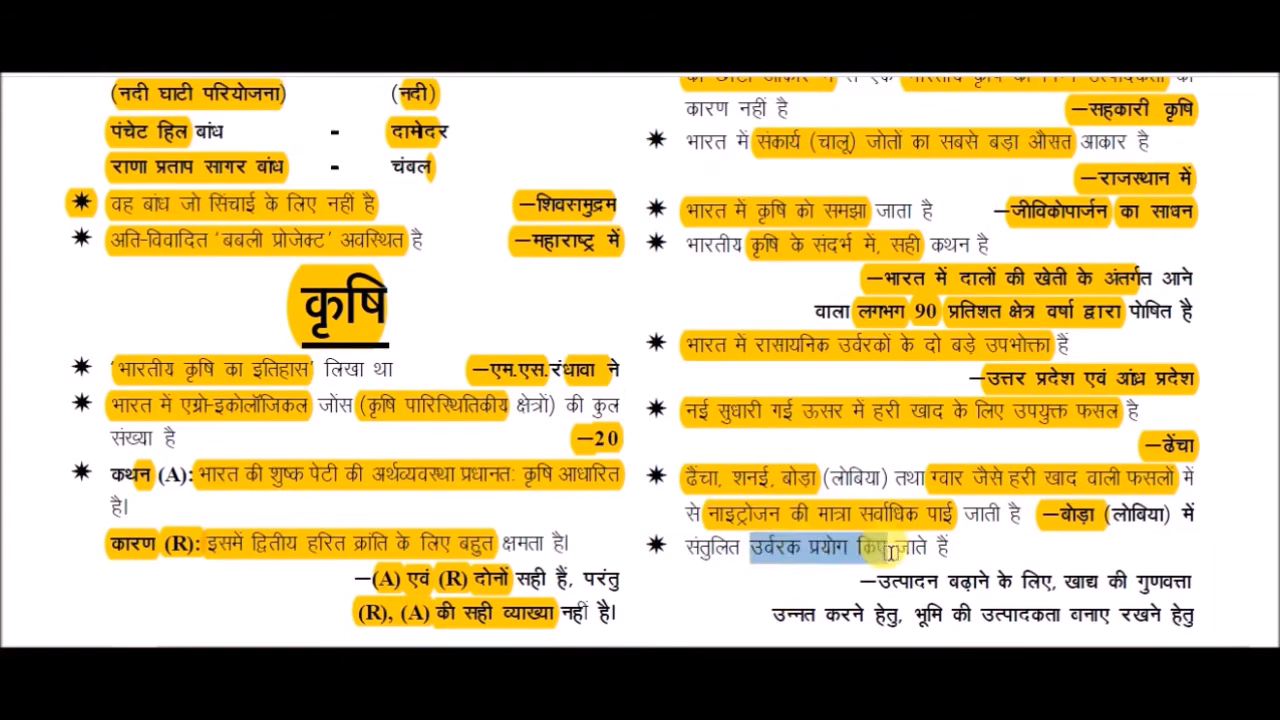 (नदी घाटी परियोजना) (नदी)
पंचेट हिल बांध - दामोदर
राणा प्रताप सागर बांध - चंबल
* वह बांध जो सिंचाई के लिए नहीं है –शिवसमुद्रम
* अति-विवादित 'बबली प्रोजेक्ट' अवस्थित है –महाराष्ट्र में
कृषि
* 'भारतीय कृषि का इतिहास' लिखा था –एम.एस.रंधावा ने
* भारत में एग्रो-इकोलॉजिकल जोंस (कृषि पारिस्थितिकीय क्षेत्रों) की कुल
संख्या है –20
* कथन (A): भारत की शुष्क पेटी की अर्थव्यवस्था प्रधानत: कृषि आधारित
है।
कारण (R): इसमें द्वितीय हरित क्रांति के लिए बहुत क्षमता है।
–(A) एवं (R) दोनों सही हैं, परंतु
(R), (A) की सही व्याख्या नहीं है।
कारण नहीं है –सहकारी कृषि
* भारत में संकार्य (चालू) जोतों का सबसे बड़ा औसत आकार है
–राजस्थान में
* भारत में कृषि को समझा जाता है –जीविकोपार्जन का साधन
* भारतीय कृषि के संदर्भ में, सही कथन है
–भारत में दालों की खेती के अंतर्गत आने
वाला लगभग 90 प्रतिशत क्षेत्र वर्षा द्वारा पोषित है
* भारत में रासायनिक उर्वरकों के दो बड़े उपभोक्ता हैं
–उत्तर प्रदेश एवं आंध्र प्रदेश
* नई सुधारी गई ऊसर में हरी खाद के लिए उपयुक्त फसल है
–ढेंचा
* ढैंचा, शनई, बोड़ा (लोबिया) तथा ग्वार जैसे हरी खाद वाली फसलों में
से नाइट्रोजन की मात्रा सर्वाधिक पाई जाती है –बोड़ा (लोबिया) में
* संतुलित उर्वरक प्रयोग किए जाते हैं
–उत्पादन बढ़ाने के लिए, खाद्य की गुणवत्ता
उन्नत करने हेतु, भूमि की उत्पादकता बनाए रखने हेतु